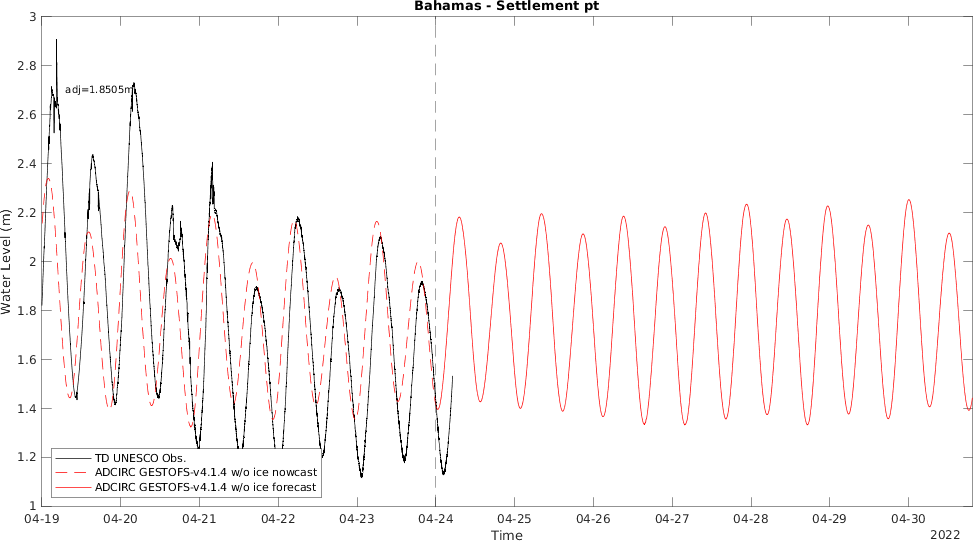 Bahamas - Settlement pt
3
2.8
2.6
2.4
2.2
2
1.8
1.6
1.4
1.2
1
Water Level (m)
adj=1.8505m
TD UNESCO Obs.
ADCIRC GESTOFS-v4.1.4 w/o ice nowcast
ADCIRC GESTOFS-v4.1.4 w/o ice forecast
04-19 04-20 04-21 04-22 04-23 04-24 04-25 04-26 04-27 04-28 04-29 04-30
Time
2022